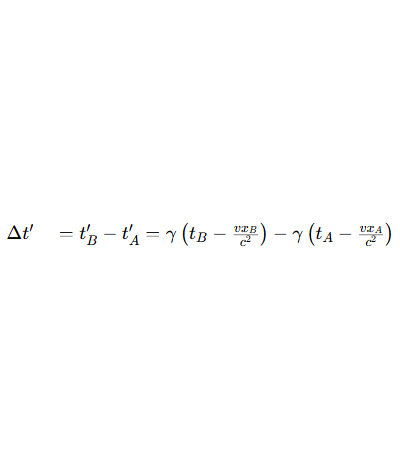 Δt′ = t′_B − t′_A = γ (t_B − vx_B/c²) − γ (t_A − vx_A/c²)